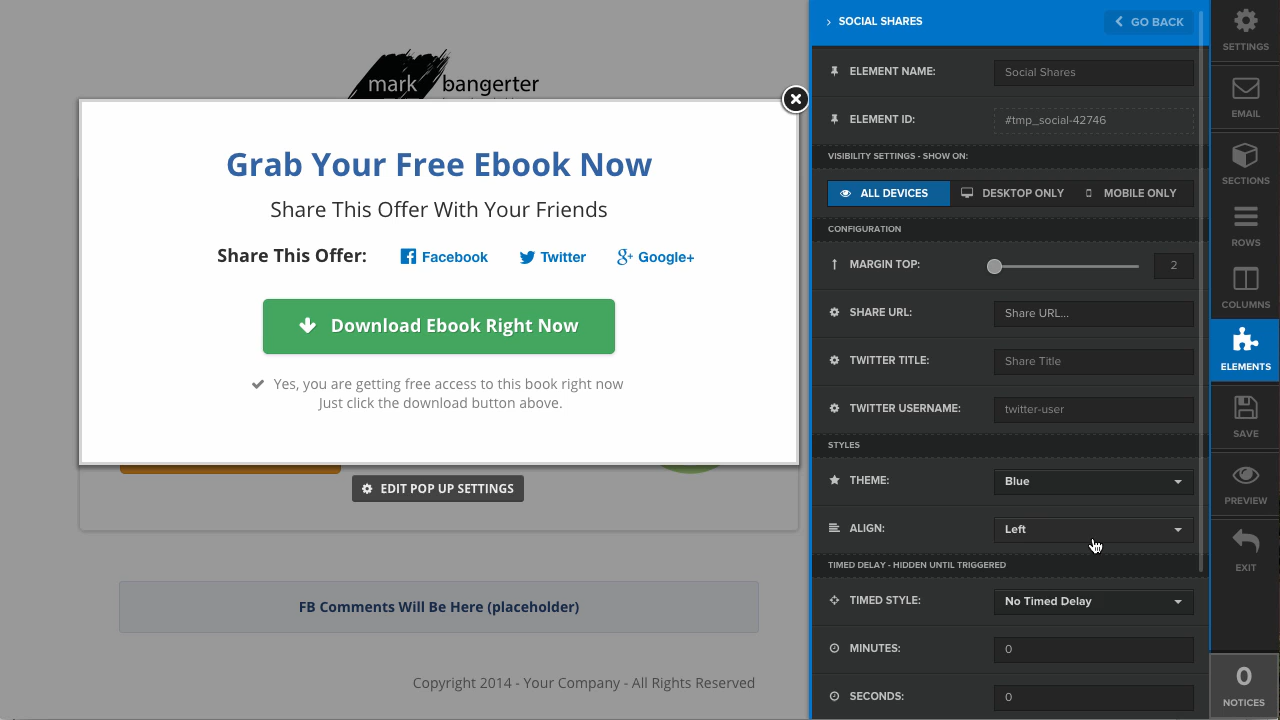 mark bangerter
Grab Your Free Ebook Now
Share This Offer With Your Friends
Share This Offer:
Facebook
Twitter
Google+
Download Ebook Right Now
Yes, you are getting free access to this book right now
Just click the download button above.
EDIT POP UP SETTINGS
FB Comments Will Be Here (placeholder)
Copyright 2014 - Your Company - All Rights Reserved
SOCIAL SHARES
GO BACK
ELEMENT NAME:
Social Shares
ELEMENT ID:
#tmp_social-42746
VISIBILITY SETTINGS - SHOW ON:
ALL DEVICES
DESKTOP ONLY
MOBILE ONLY
CONFIGURATION
MARGIN TOP:
2
SHARE URL:
Share URL...
TWITTER TITLE:
Share Title
TWITTER USERNAME:
twitter-user
STYLES
THEME:
Blue
ALIGN:
Left
TIMED DELAY - HIDDEN UNTIL TRIGGERED
TIMED STYLE:
No Timed Delay
MINUTES:
0
SECONDS:
0
SETTINGS
EMAIL
SECTIONS
ROWS
COLUMNS
ELEMENTS
SAVE
PREVIEW
EXIT
0
NOTICES